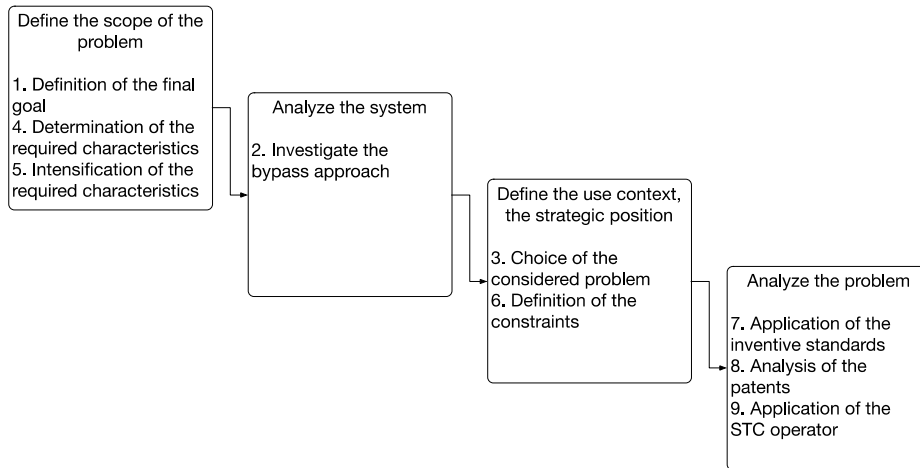 Define the scope of the
problem
1. Definition of the final
goal
4. Determination of the
required characteristics
5. Intensification of the
required characteristics
Analyze the system
2. Investigate the
bypass approach
Define the use context,
the strategic position
3. Choice of the
considered problem
6. Definition of the
constraints
Analyze the problem
7. Application of the
inventive standards
8. Analysis of the
patents
9. Application of the
STC operator